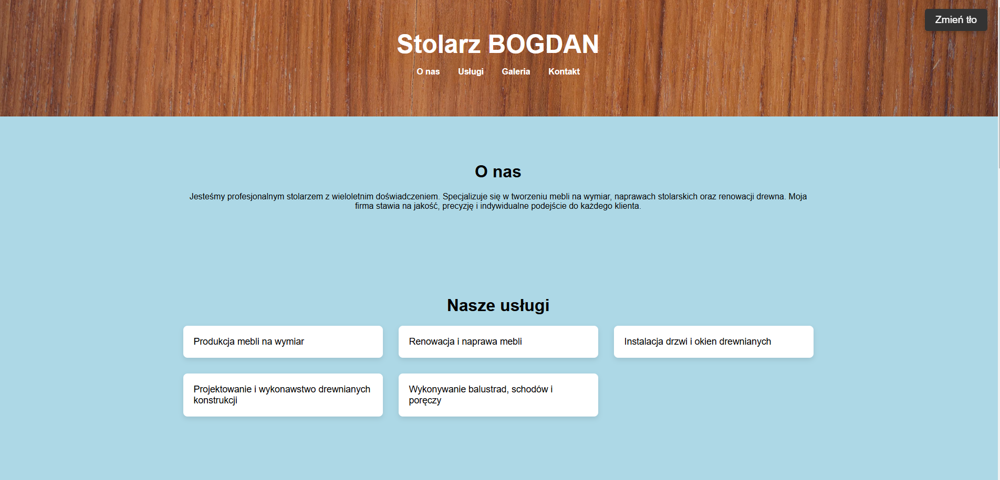 Zmień tło
Stolarz BOGDAN
O nas Usługi Galeria Kontakt
O nas
Jesteśmy profesjonalnym stolarzem z wieloletnim doświadczeniem. Specjalizuje się w tworzeniu mebli na wymiar, naprawach stolarskich oraz renowacji drewna. Moja
firma stawia na jakość, precyzję i indywidualne podejście do każdego klienta.
Nasze usługi
Produkcja mebli na wymiar
Renowacja i naprawa mebli
Instalacja drzwi i okien drewnianych
Projektowanie i wykonawstwo drewnianych
konstrukcji
Wykonywanie balustrad, schodów i
poręczy